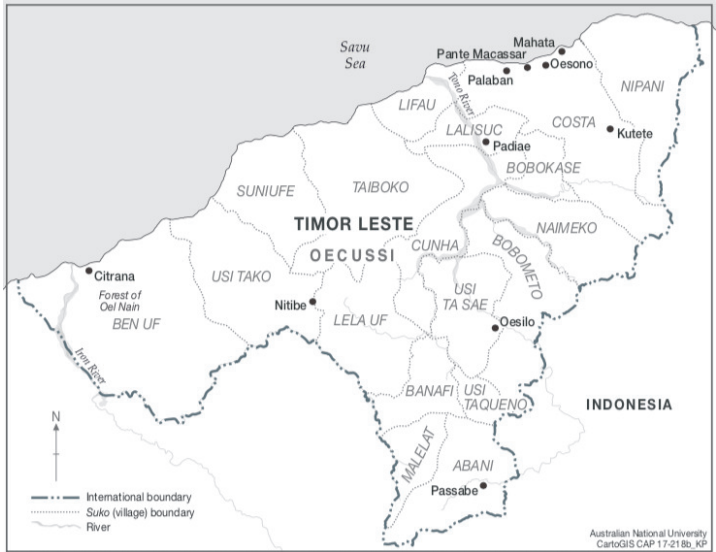 Savu
Sea
Mahata
Pante Macassar
Oesono
Palaban
NIPANI
Tono River
LIFAU
COSTA
LALISUC
Kutete
Padiae
BOBOKASE
SUNIUFE
TAIBOKO
TIMOR LESTE
NAIMEKO
OECUSSI
CUNHA
BOBOMETO
Citrana
USI TAKO
USI
TA SAE
Forest of
Oel Nain
Nitibe
BEN UF
LELA UF
Oesilo
Iron River
BANAFI
USI
TAQUENO
INDONESIA
N
MALELAT
ABANI
Passabe
International boundary
Suko (village) boundary
River
Australian National University
CartoGIS CAP 17-218b_KP